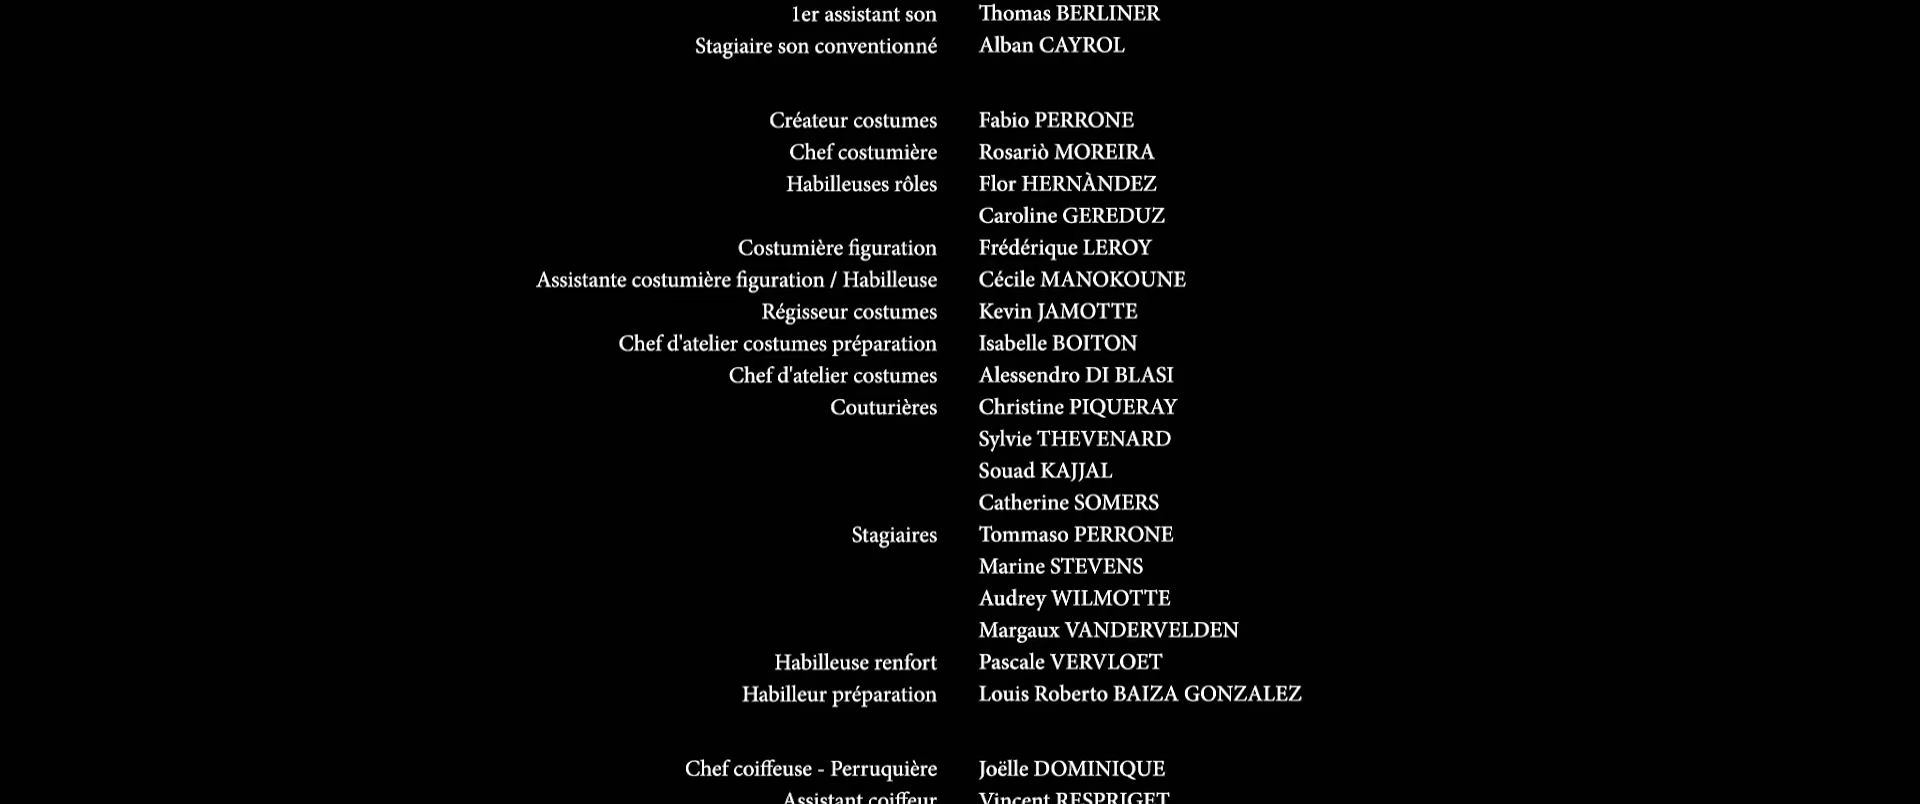 1er assistant son Thomas BERLINER
Stagiaire son conventionné Alban CAYROL
Créateur costumes Fabio PERRONE
Chef costumière Rosariò MOREIRA
Habilleuses rôles Flor HERNÀNDEZ
Caroline GEREDUZ
Costumière figuration Frédérique LEROY
Assistante costumière figuration / Habilleuse Cécile MANOKOUNE
Régisseur costumes Kevin JAMOTTE
Chef d'atelier costumes préparation Isabelle BOITON
Chef d'atelier costumes Alessendro DI BLASI
Couturières Christine PIQUERAY
Sylvie THEVENARD
Souad KAJJAL
Catherine SOMERS
Stagiaires Tommaso PERRONE
Marine STEVENS
Audrey WILMOTTE
Margaux VANDERVELDEN
Habilleuse renfort Pascale VERVLOET
Habilleur préparation Louis Roberto BAIZA GONZALEZ
Chef coiffeuse - Perruquière Joëlle DOMINIQUE
Assistant coiffeur Vincent RESPRIGET